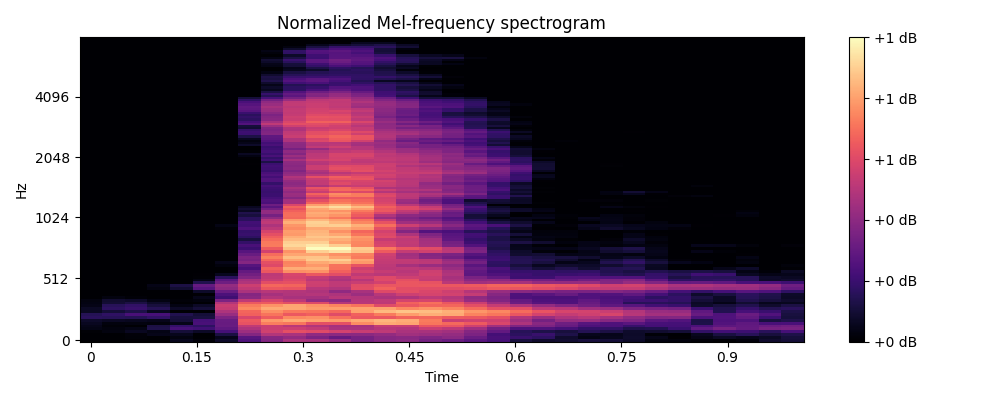 Normalized Mel-frequency spectrogram
+1 dB
4096
+1 dB
2048
+1 dB
Hz
1024
+0 dB
512
+0 dB
0
+0 dB
0
0.15
0.3
0.45
0.6
0.75
0.9
Time